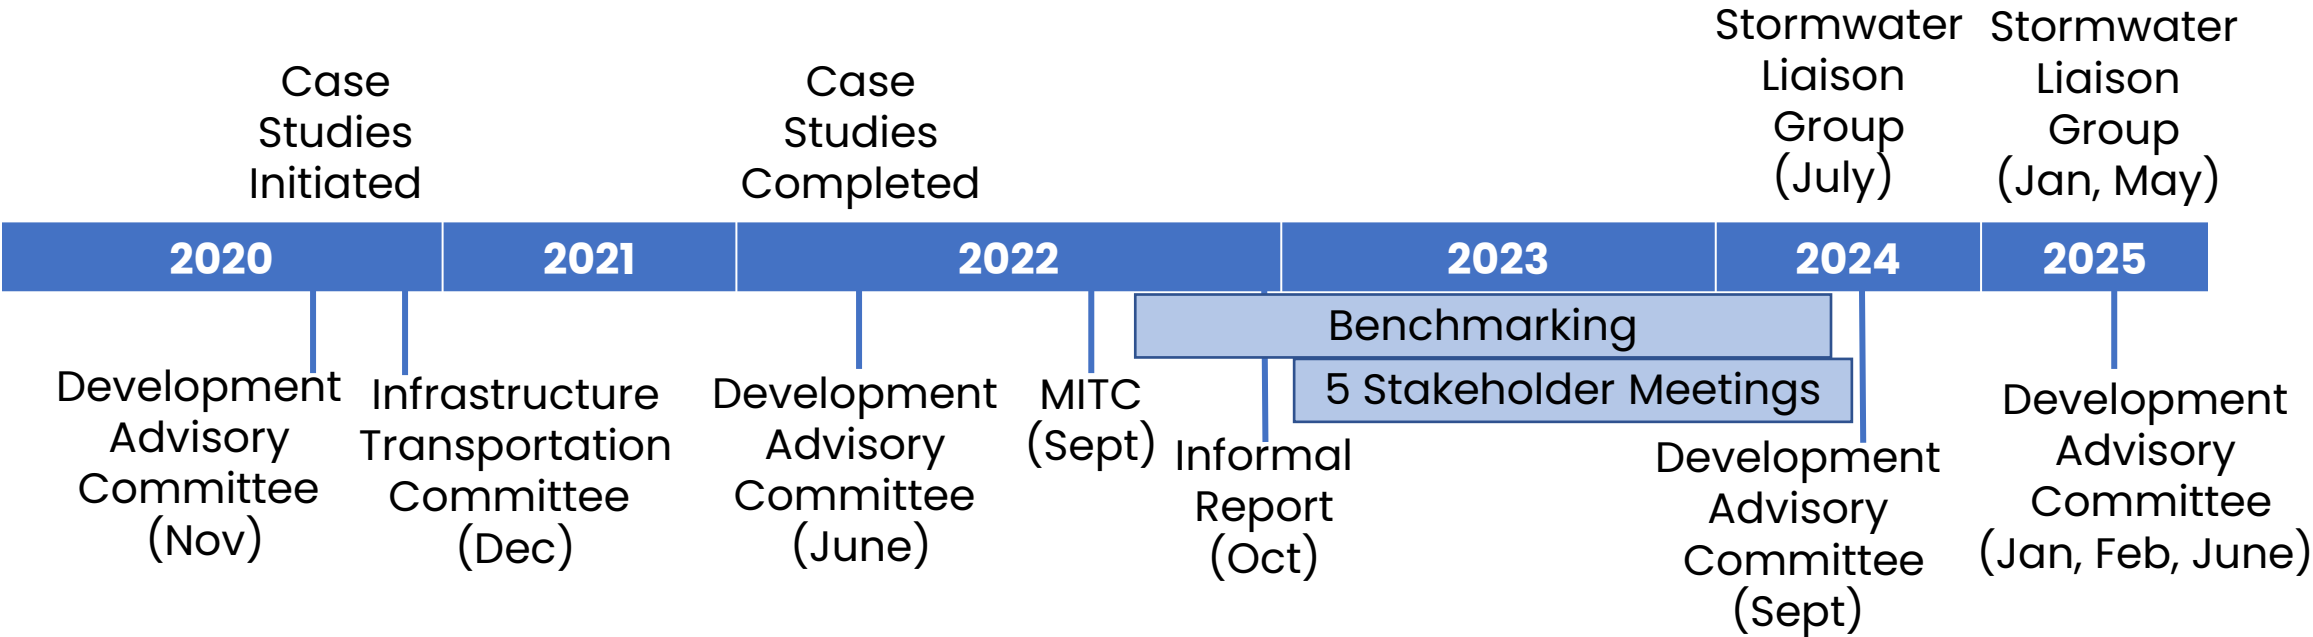 Case
Studies
Initiated
Case
Studies
Completed
Stormwater
Liaison
Group
(July)
Stormwater
Liaison
Group
(Jan, May)
2020
2021
2022
2023
2024
2025
Benchmarking
5 Stakeholder Meetings
Development
Advisory
Committee
(Nov)
Infrastructure
Transportation
Committee
(Dec)
Development
Advisory
Committee
(June)
MITC
(Sept)
Informal
Report
(Oct)
Development
Advisory
Committee
(Sept)
Development
Advisory
Committee
(Jan, Feb, June)